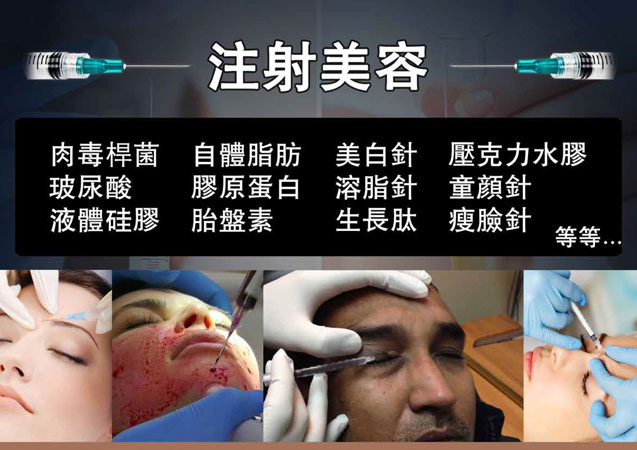 注射美容
肉毒桿菌 自體脂肪 美白針 壓克力水膠
玻尿酸 膠原蛋白 溶脂針 童顏針
液體硅膠 胎盤素 生長肽 瘦臉針
等等...